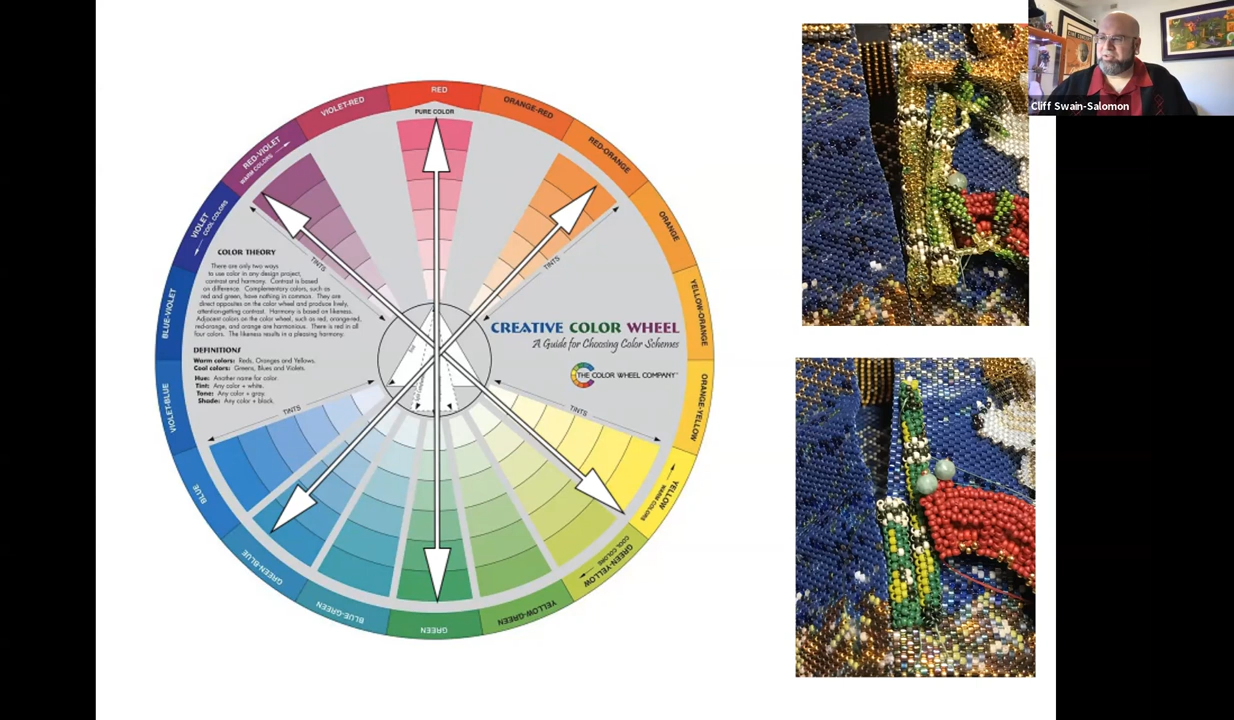 RED
PURE COLOR
ORANGE-RED
RED-ORANGE
ORANGE
YELLOW-ORANGE
ORANGE-YELLOW
YELLOW
WARM COLORS
GREEN-YELLOW
COOL COLORS
YELLOW-GREEN
GREEN
BLUE-GREEN
GREEN-BLUE
BLUE
VIOLET-BLUE
BLUE-VIOLET
VIOLET
COOL COLORS
RED-VIOLET
WARM COLORS
VIOLET-RED
TINTS
TINTS
TINTS
TINTS
COLOR THEORY
There are only two ways
to use color in any design project,
contrast and harmony. Contrast is based
on difference. Complementary colors, such as
red and green, have nothing in common. They are
direct opposites on the color wheel and produce lively,
attention-getting contrast. Harmony is based on likeness.
Adjacent colors on the color wheel, such as red, orange-red,
red-orange, and orange are harmonious. There is red in all
four colors. The likeness results in a pleasing harmony.
DEFINITIONS
Warm colors: Reds, Oranges and Yellows.
Cool colors: Greens, Blues and Violets.
Hue: Another name for color.
Tint: Any color + white.
Tone: Any color + gray.
Shade: Any color + black.
CREATIVE COLOR WHEEL
A Guide for Choosing Color Schemes
THE COLOR WHEEL COMPANY™
Cliff Swain-Salomon